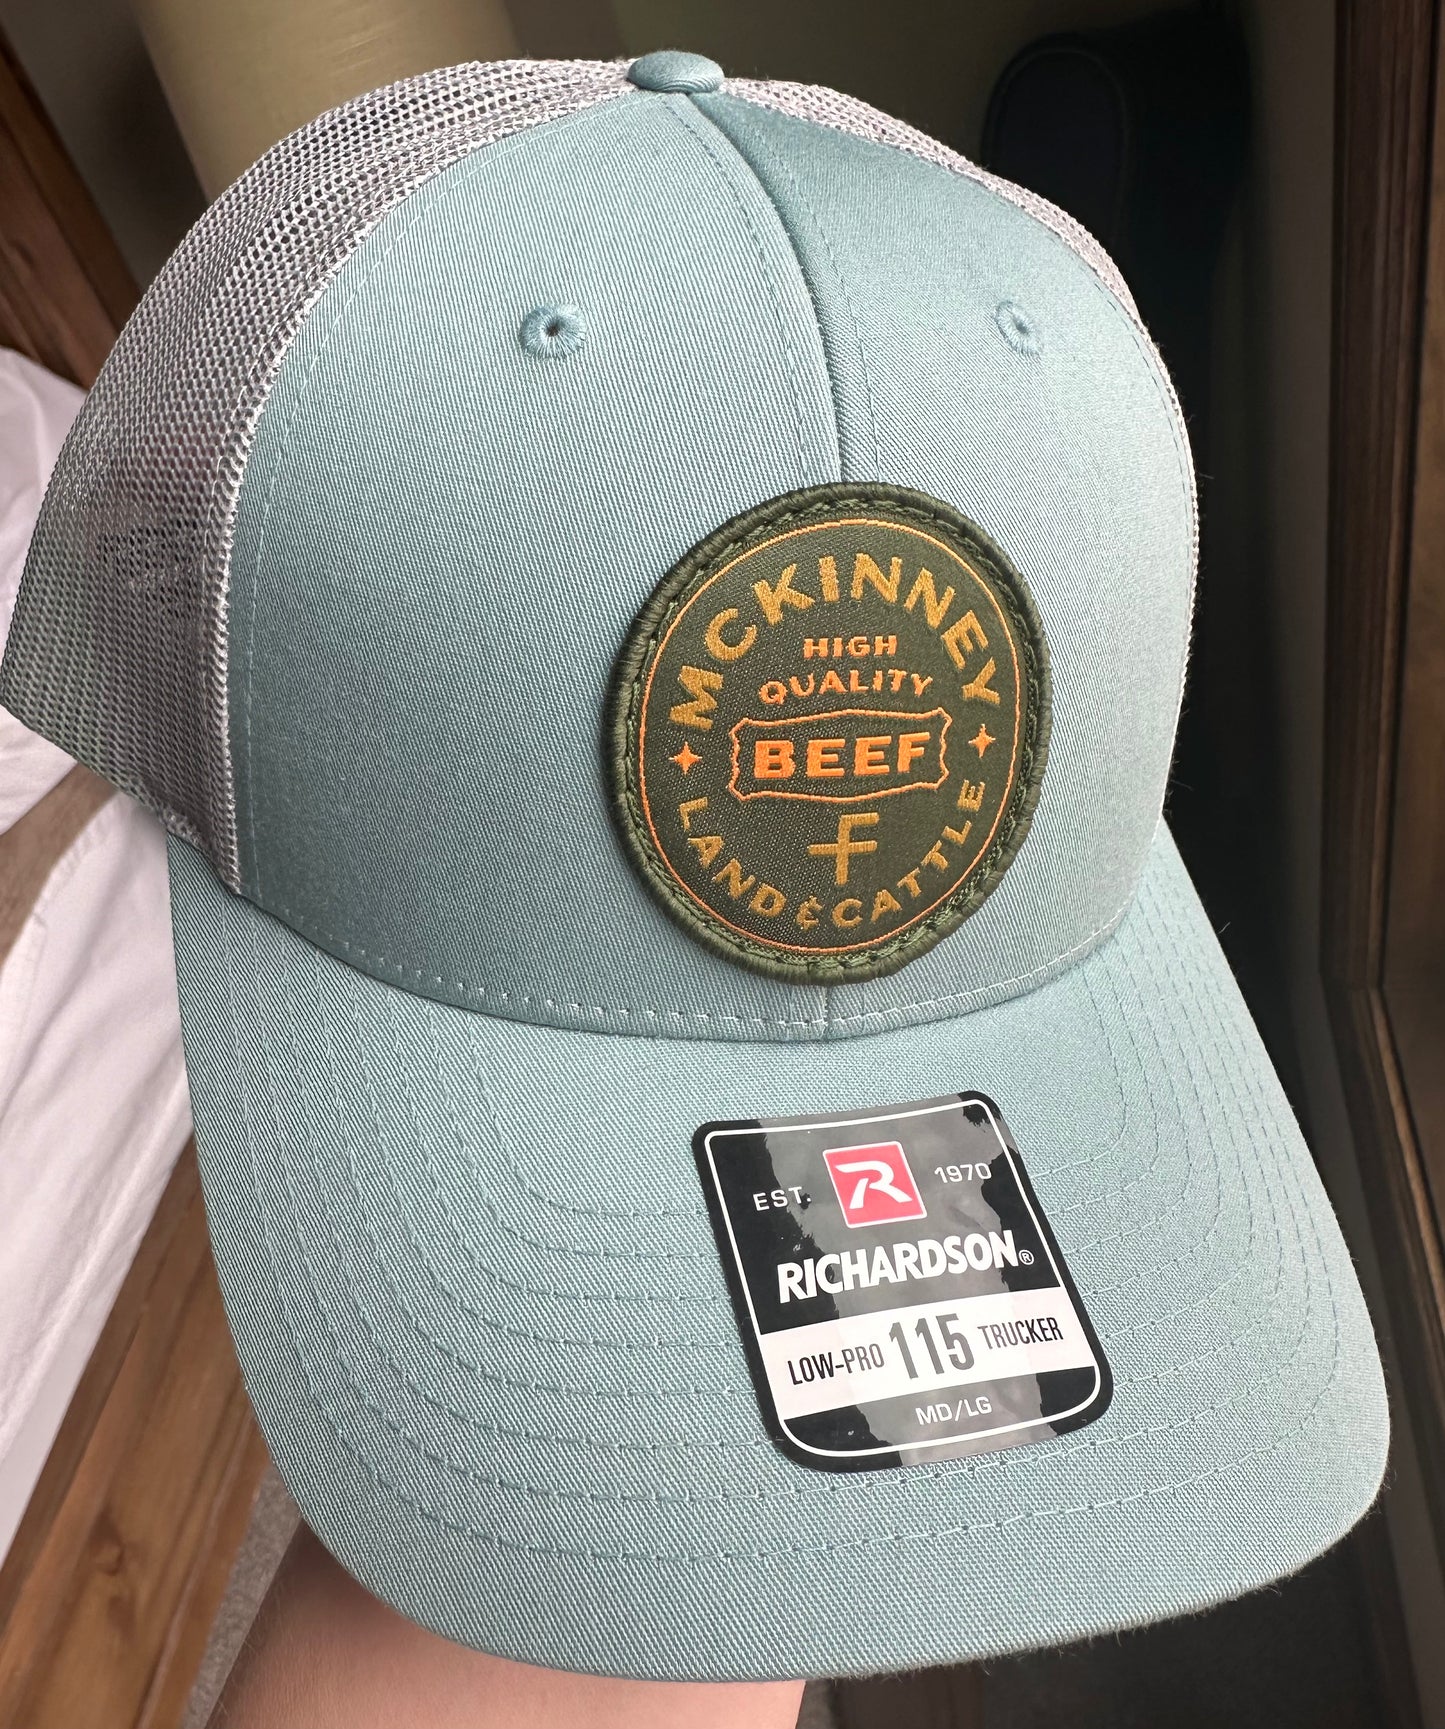 MCKINNEY
HIGH
QUALITY
BEEF
F
LAND & CATTLE
EST. R 1970
RICHARDSON®
LOW-PRO 115 TRUCKER
MD/LG